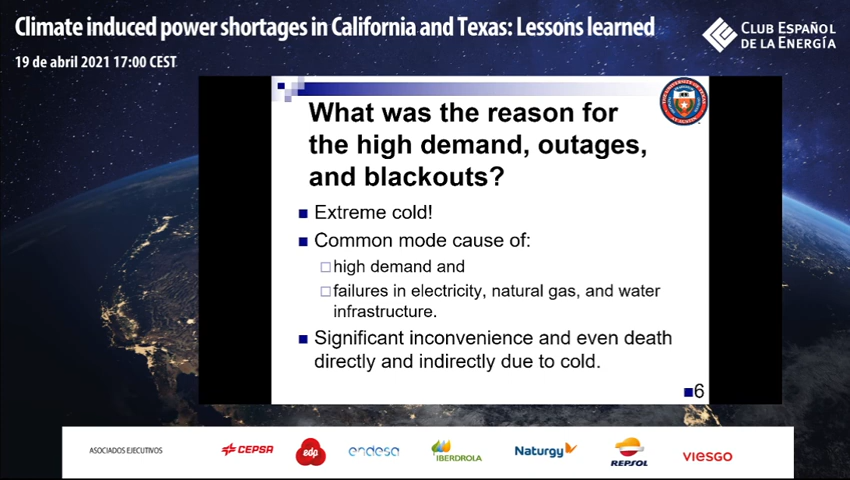 Climate induced power shortages in California and Texas: Lessons learned
CLUB ESPAÑOL
DE LA ENERGÍA
19 de abril 2021 17:00 CEST
What was the reason for
the high demand, outages,
and blackouts?
Extreme cold!
Common mode cause of:
high demand and
failures in electricity, natural gas, and water
infrastructure.
Significant inconvenience and even death
directly and indirectly due to cold.
6
ASOCIADOS EJECUTIVOS
CEPSA
edp
endesa
IBERDROLA
Naturgy
REPSOL
VIESGO